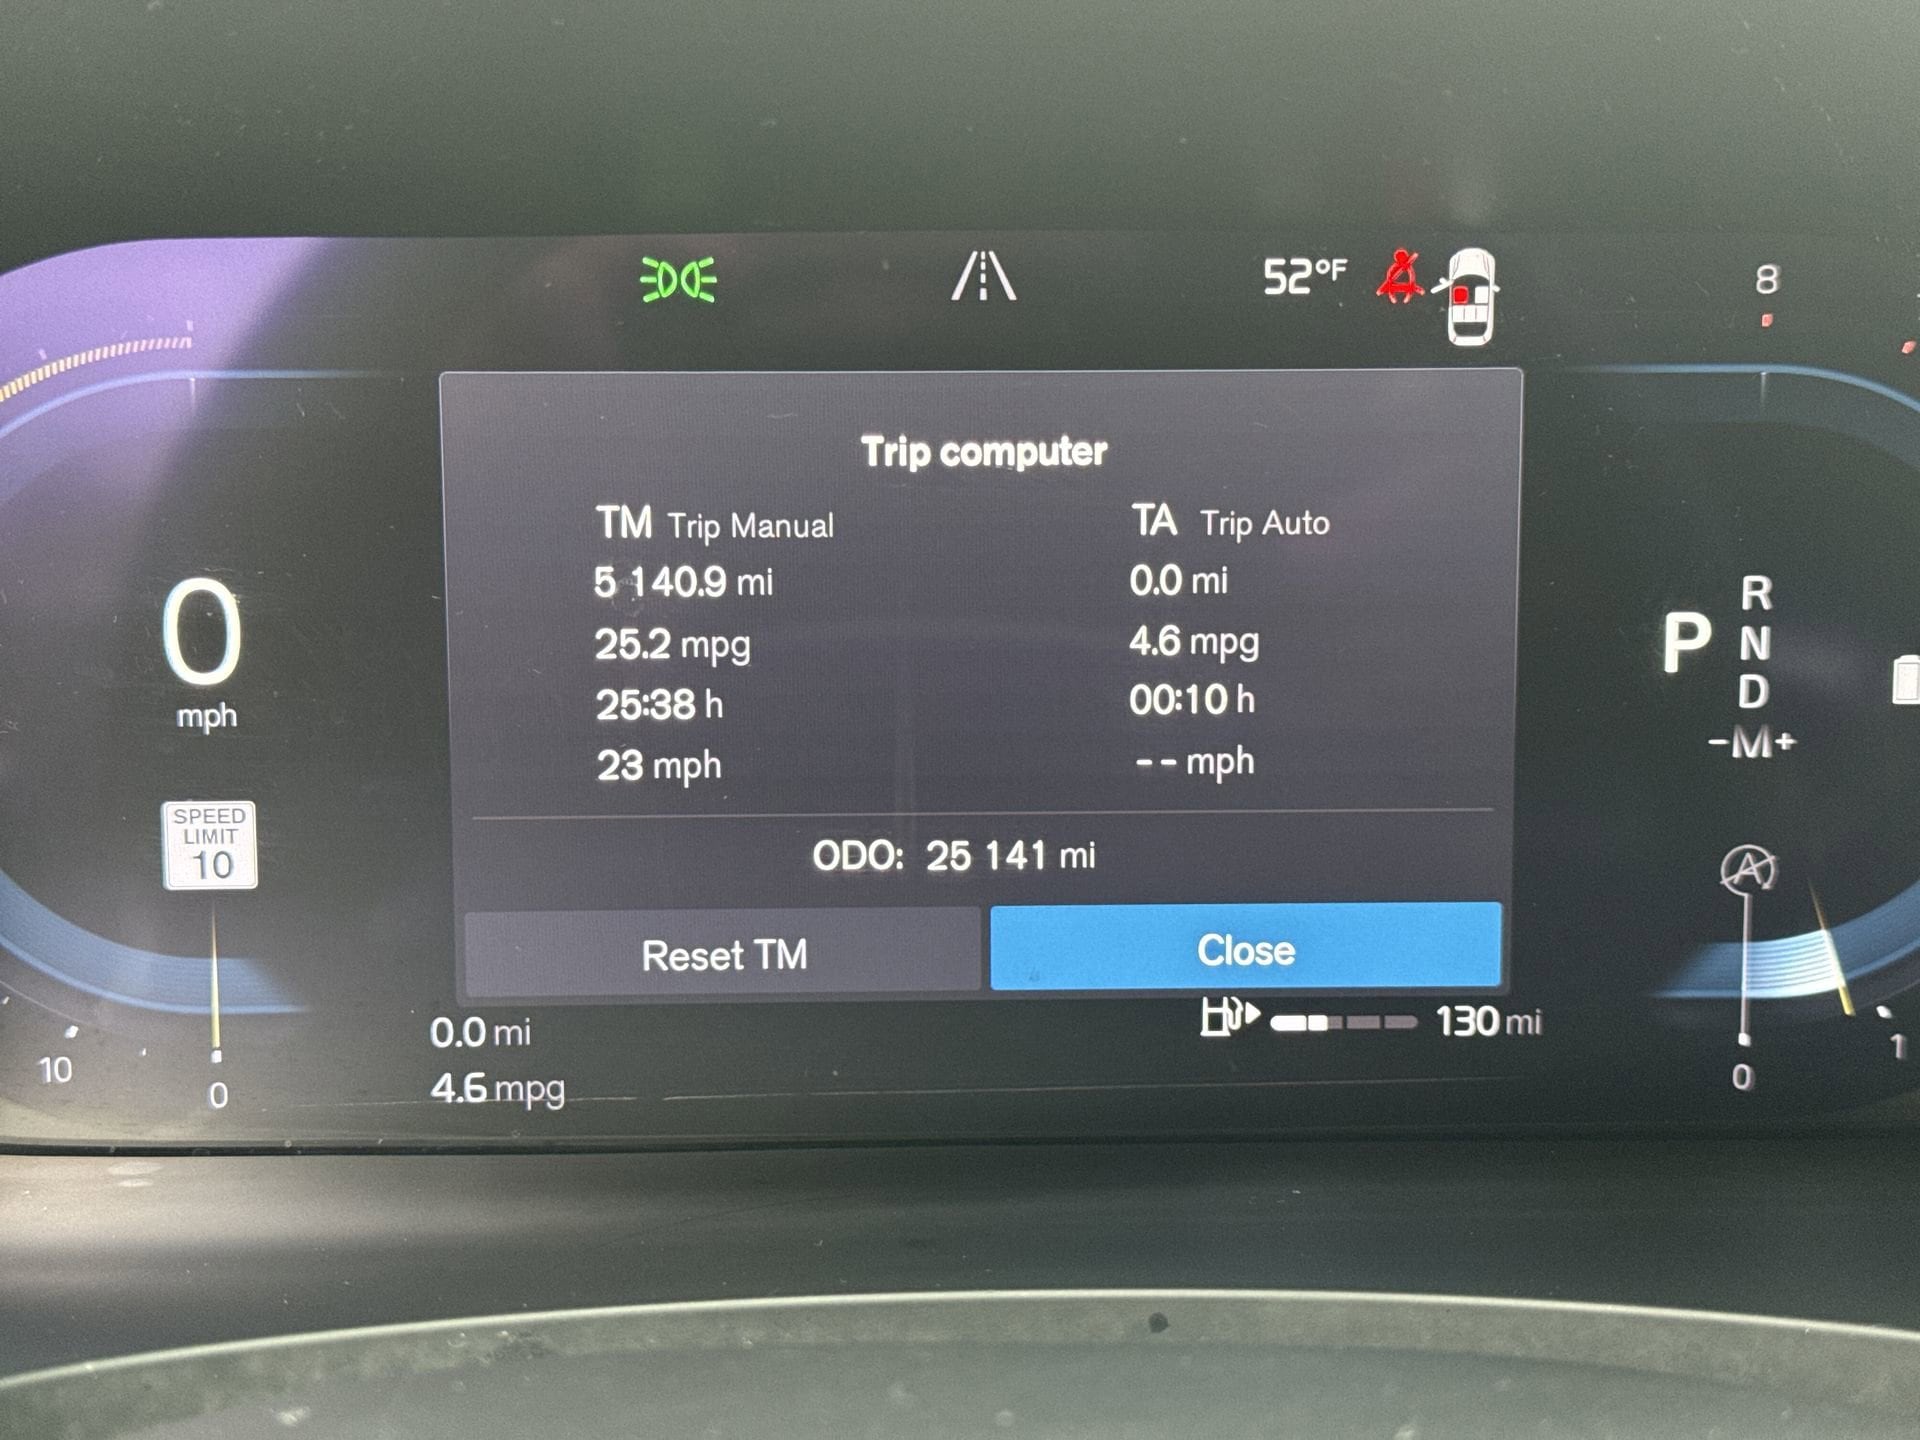 52°F
8
Trip computer
TM Trip Manual
5 140.9 mi
25.2 mpg
25:38 h
23 mph
TA Trip Auto
0.0 mi
4.6 mpg
00:10 h
-- mph
ODO: 25 141 mi
Reset TM
Close
0
mph
SPEED
LIMIT
10
10
0
0.0 mi
4.6 mpg
130 mi
R
P
N
D
-M+
A
0
1